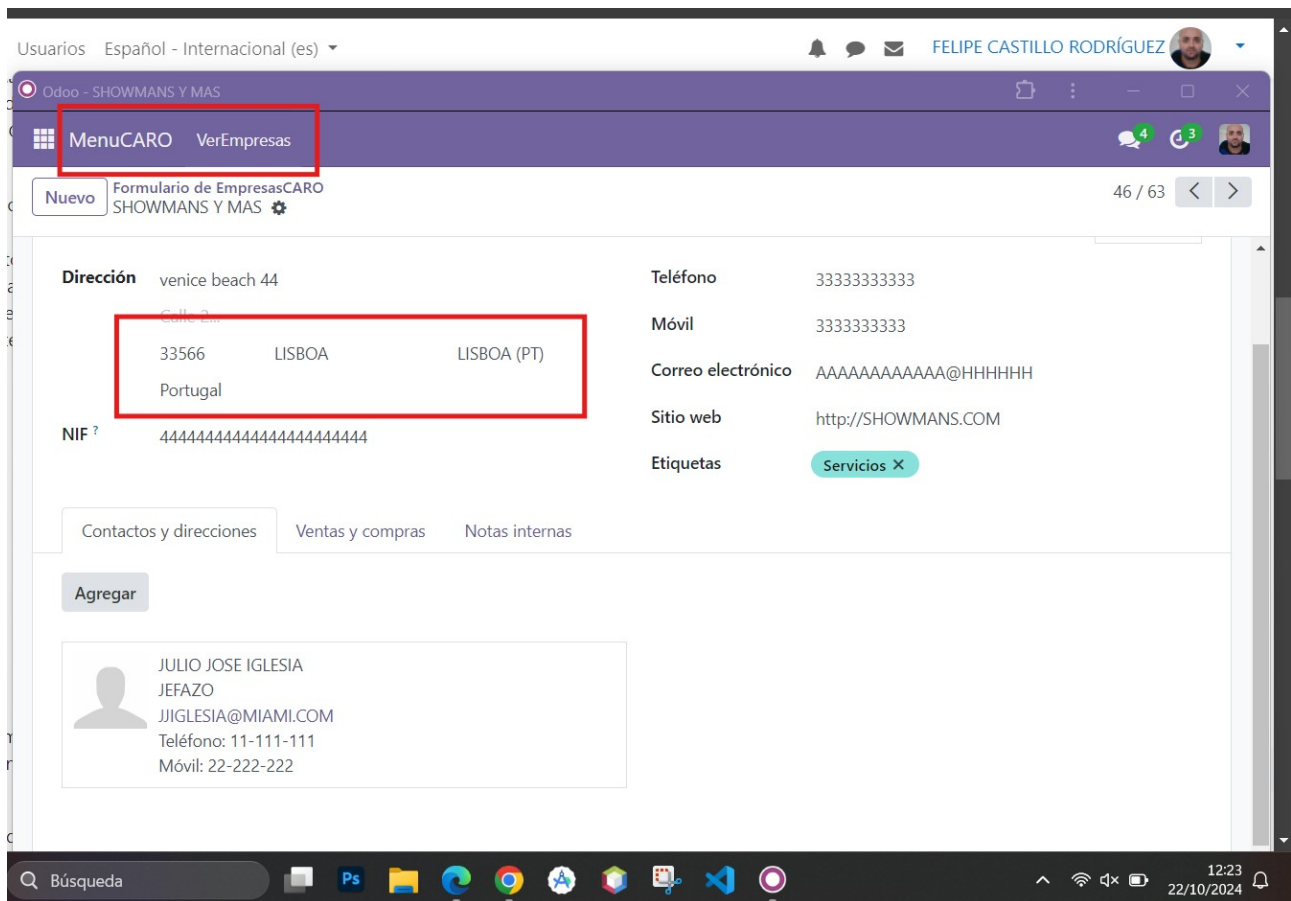 Usuarios Español - Internacional (es)
FELIPE CASTILLO RODRÍGUEZ
Odoo - SHOWMANS Y MAS
MenuCARO VerEmpresas
4 3
Nuevo
Formulario de EmpresasCARO
SHOWMANS Y MAS
46 / 63
Dirección venice beach 44
Calle 2...
33566 LISBOA LISBOA (PT)
Portugal
NIF ? 44444444444444444444444
Teléfono 33333333333
Móvil 3333333333
Correo electrónico AAAAAAAAAAAA@HHHHHH
Sitio web http://SHOWMANS.COM
Etiquetas Servicios
Contactos y direcciones Ventas y compras Notas internas
Agregar
JULIO JOSE IGLESIA
JEFAZO
JJIGLESIA@MIAMI.COM
Teléfono: 11-111-111
Móvil: 22-222-222
Búsqueda
Ps
12:23
22/10/2024